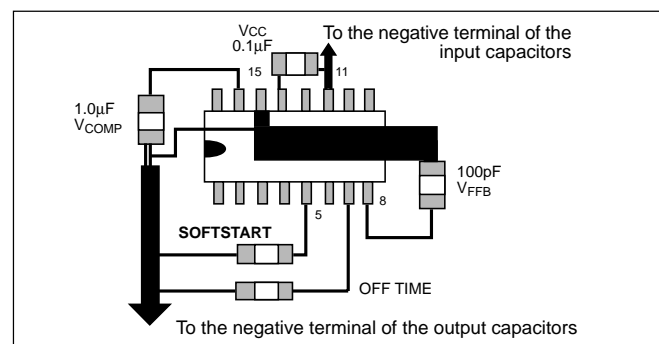 VCC
0.1µF
To the negative terminal of the
input capacitors
15
11
1.0µF
VCOMP
100pF
VFFB
5
8
SOFTSTART
OFF TIME
To the negative terminal of the output capacitors